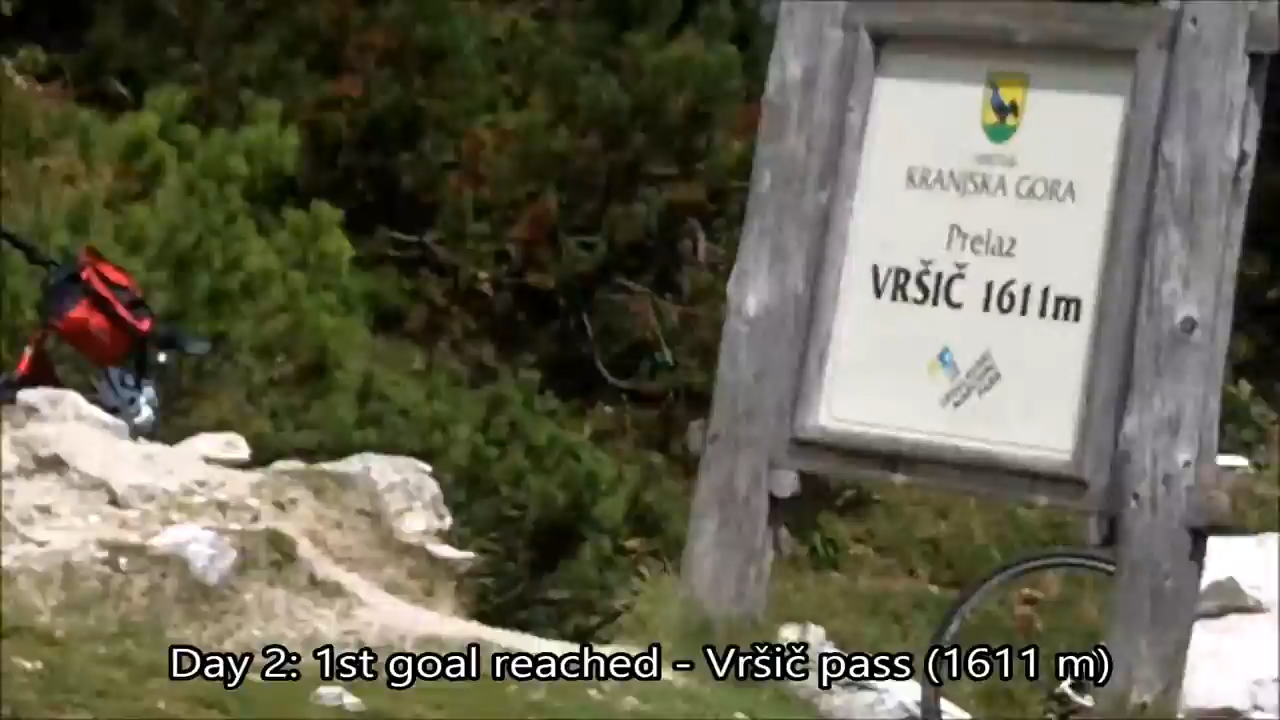 KRANJSKA GORA
Prelaz
VRŠIČ 1611m
Day 2: 1st goal reached - Vršič pass (1611 m)